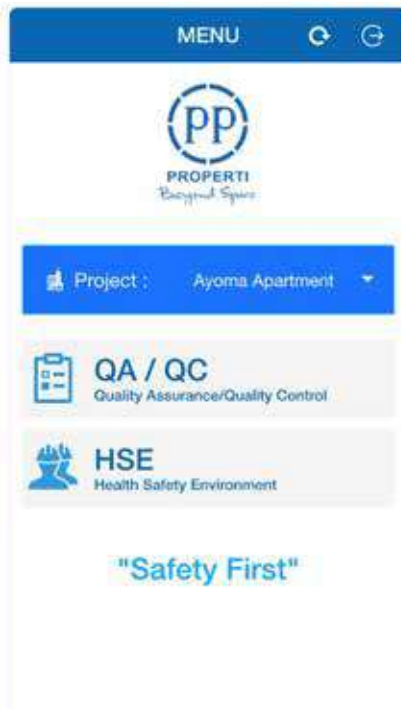 MENU
PP
PROPERTI
Project :
Ayoma Apartment
QA / QC
Quality Assurance/Quality Control
HSE
Health Safety Environment
"Safety First"